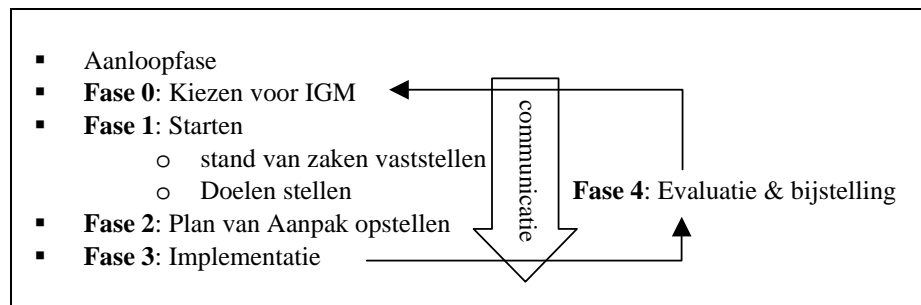 ▪ Aanloopfase
▪ Fase 0: Kiezen voor IGM
▪ Fase 1: Starten
o stand van zaken vaststellen
o Doelen stellen
▪ Fase 2: Plan van Aanpak opstellen
▪ Fase 3: Implementatie
communicatie
Fase 4: Evaluatie & bijstelling